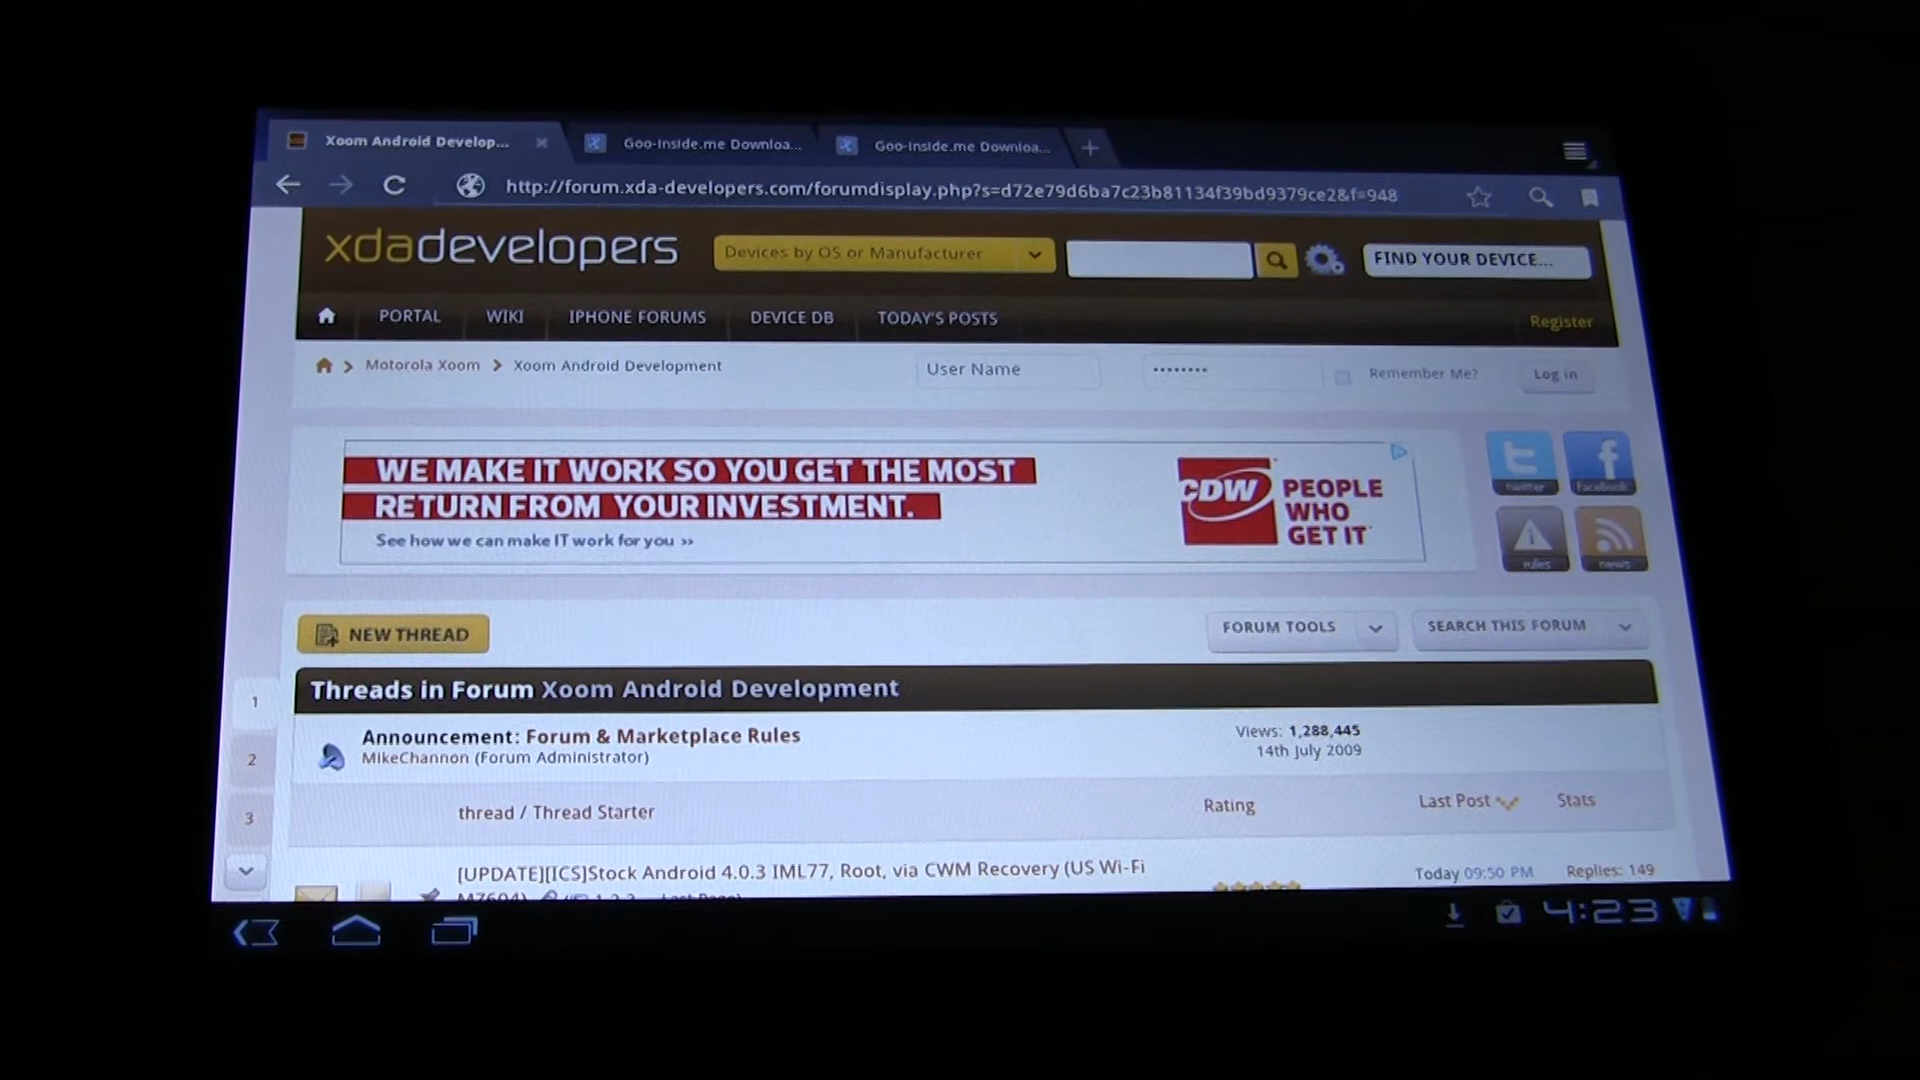 Xoom Android Develop...
Goo-inside.me Downloa...
Goo-inside.me Downloa...
http://forum.xda-developers.com/forumdisplay.php?s=d72e79d6ba7c23b81134f39bd9379ce2&f=948
xdadevelopers
Devices by OS or Manufacturer
FIND YOUR DEVICE...
PORTAL
WIKI
IPHONE FORUMS
DEVICE DB
TODAY'S POSTS
Register
Motorola Xoom
Xoom Android Development
User Name
Remember Me?
Log in
WE MAKE IT WORK SO YOU GET THE MOST
RETURN FROM YOUR INVESTMENT.
See how we can make IT work for you »
CDW
PEOPLE
WHO
GET IT
twitter
facebook
rules
news
NEW THREAD
FORUM TOOLS
SEARCH THIS FORUM
1
2
3
Threads in Forum Xoom Android Development
Announcement: Forum & Marketplace Rules
MikeChannon (Forum Administrator)
Views: 1,288,445
14th July 2009
thread / Thread Starter
Rating
Last Post
Stats
[UPDATE][ICS]Stock Android 4.0.3 IML77, Root, via CWM Recovery (US Wi-Fi
Today 09:50 PM
Replies: 149
4:23